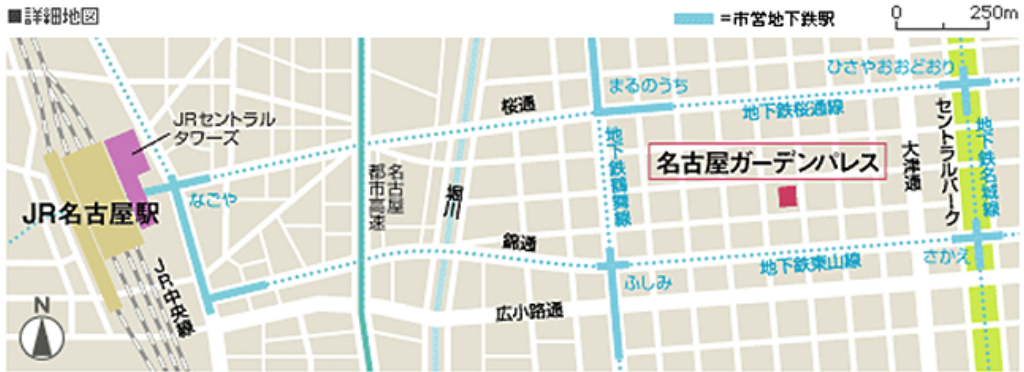 ■詳細地図
=市営地下鉄駅
0 250m
ひさやおおどおり
まるのうち
桜通
地下鉄桜通線
JRセントラル
タワーズ
地下鉄鶴舞線
名古屋ガーデンパレス
大津通
セントラルパーク
地下鉄名城線
なごや
名古屋
都市高速
堀川
JR名古屋駅
錦通
地下鉄東山線
さかえ
ふしみ
JR中央線
広小路通
N